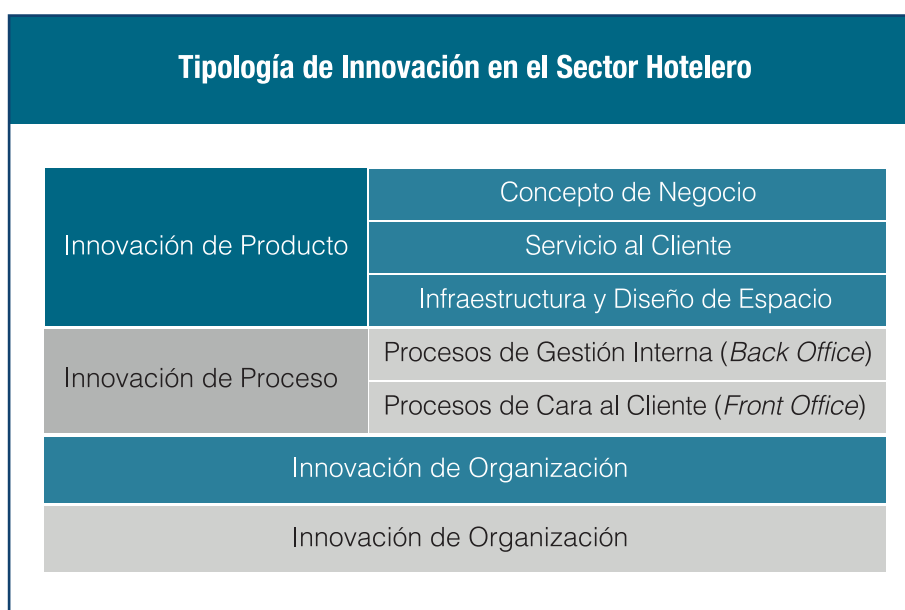 Tipología de Innovación en el Sector Hotelero
Innovación de Producto
Concepto de Negocio
Servicio al Cliente
Infraestructura y Diseño de Espacio
Innovación de Proceso
Procesos de Gestión Interna (Back Office)
Procesos de Cara al Cliente (Front Office)
Innovación de Organización
Innovación de Organización